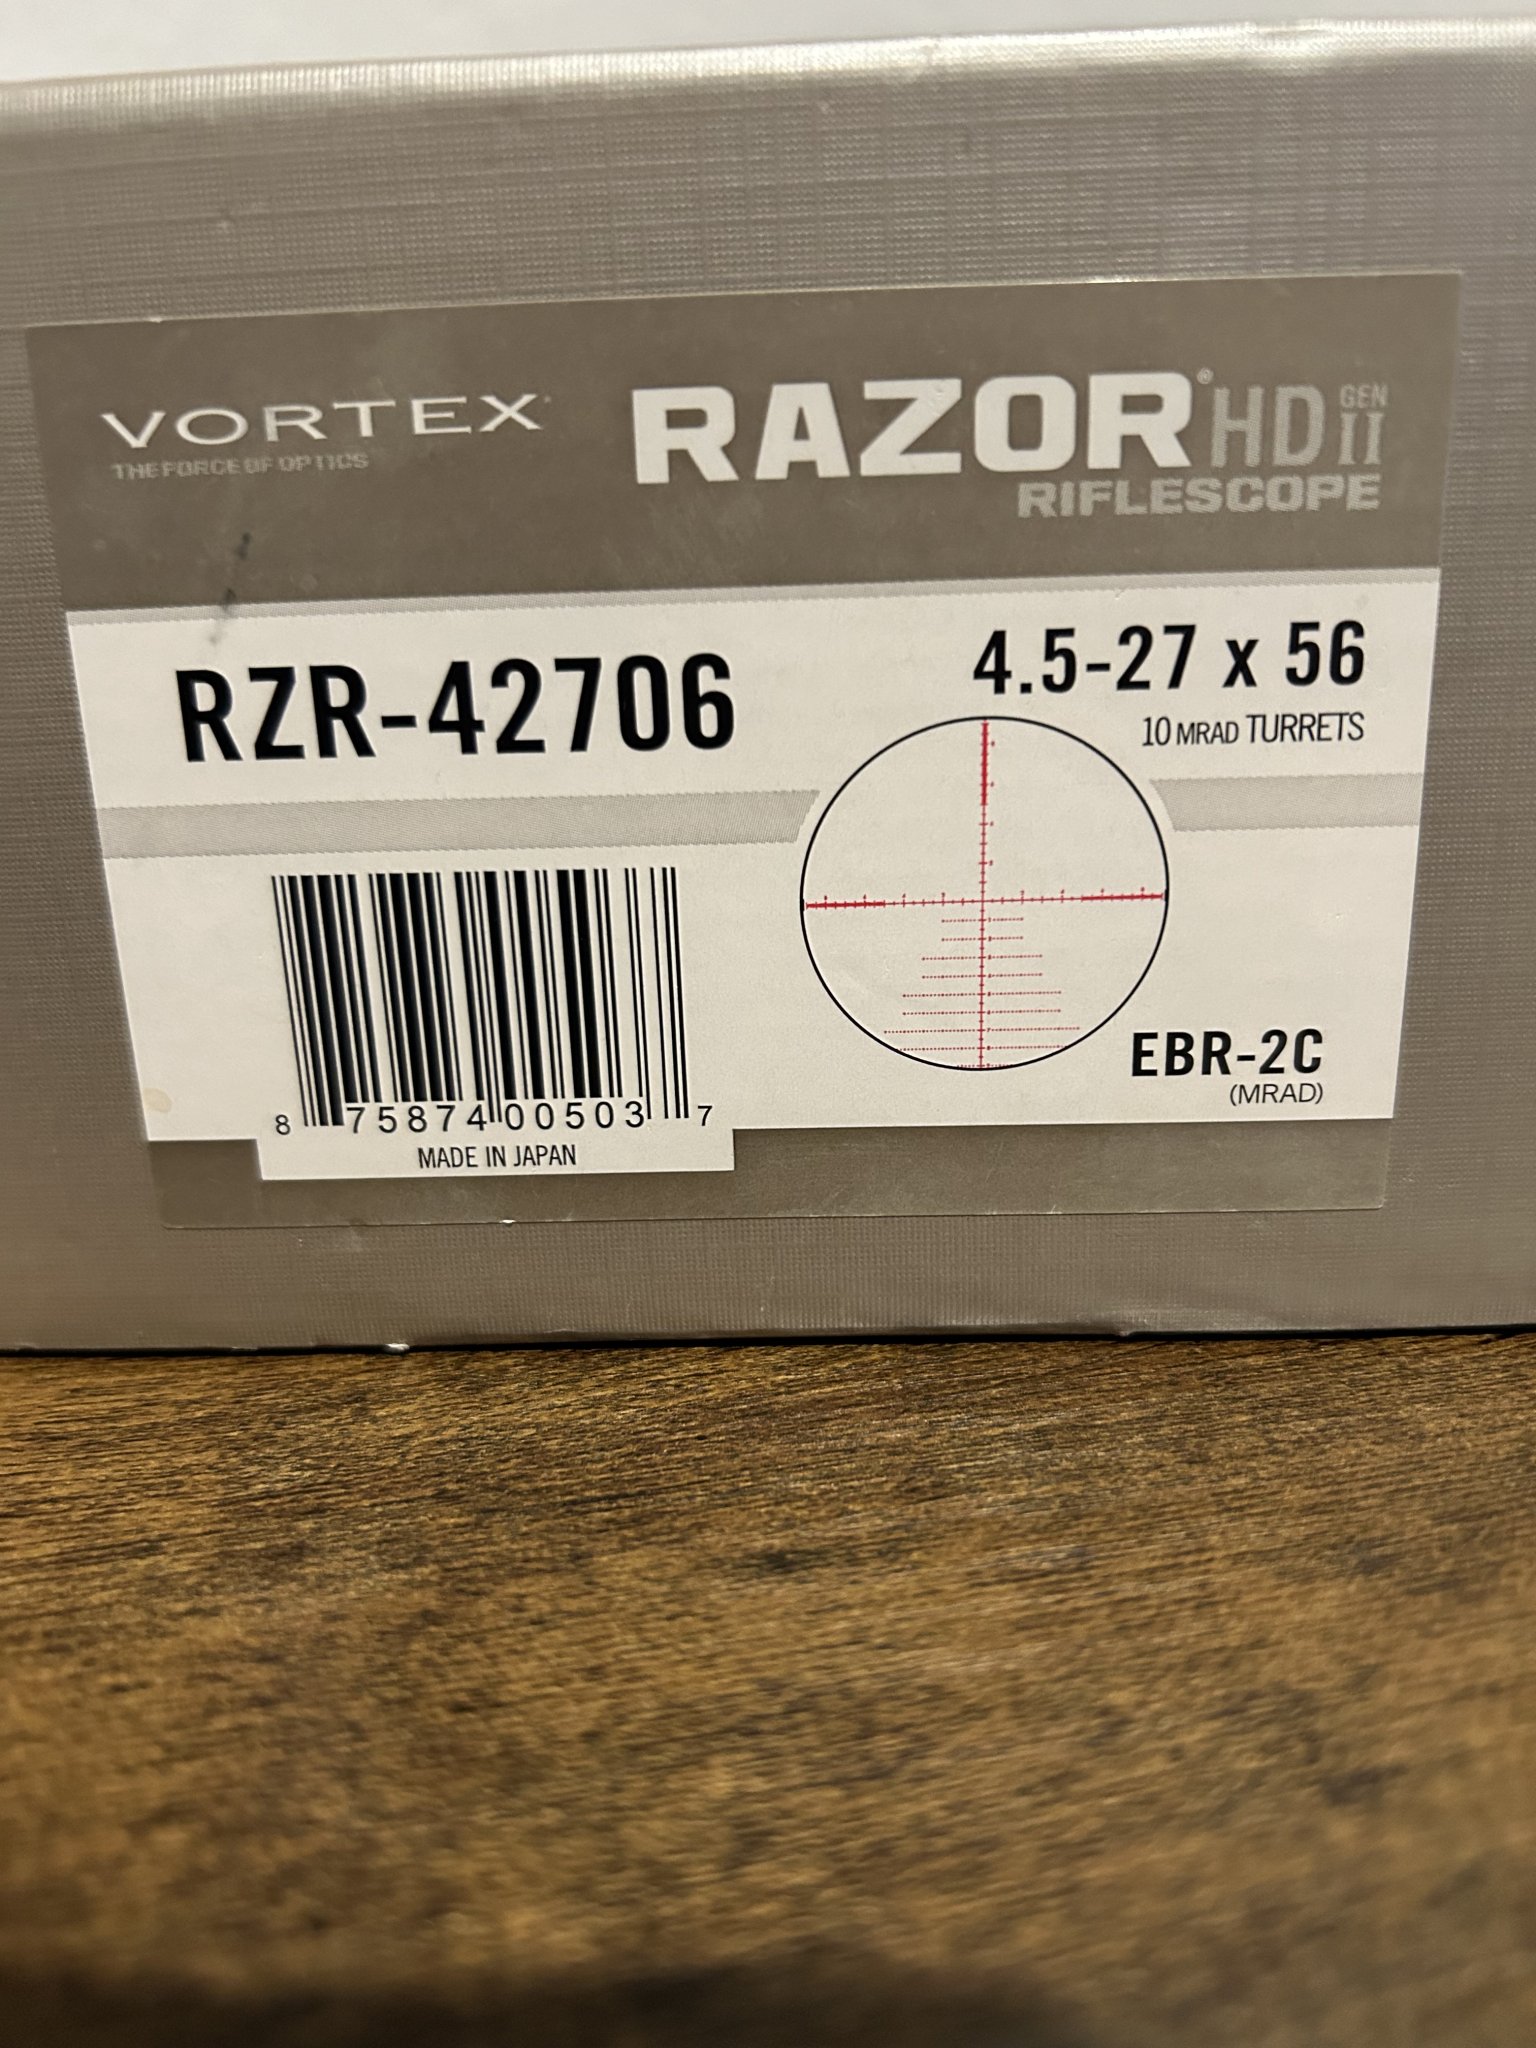 VORTEX
THE FORCE OF OPTICS
RAZOR® HD GEN II
RIFLESCOPE
RZR-42706
4.5-27 x 56
10 MRAD TURRETS
EBR-2C
(MRAD)
8 75874 00503 7
MADE IN JAPAN